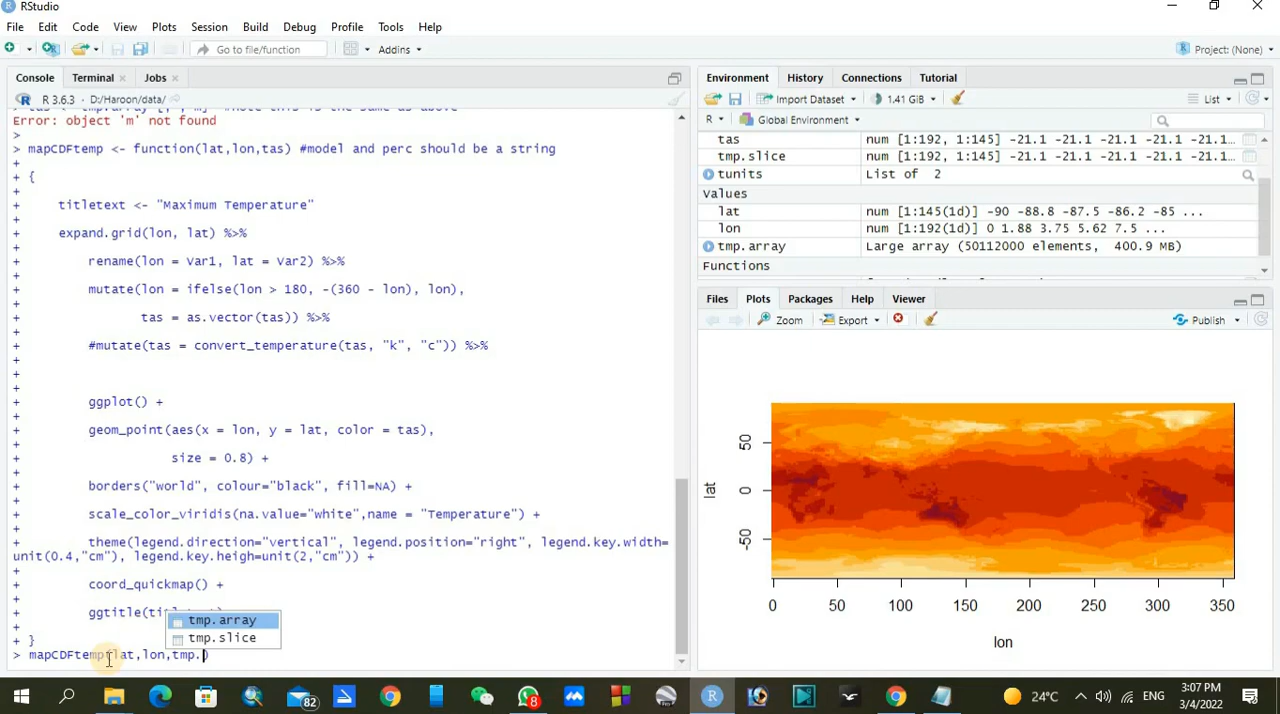 RStudio
File Edit Code View Plots Session Build Debug Profile Tools Help
Go to file/function Addins Project: (None)
Console Terminal Jobs
R 3.6.3 D:/Haroon/data/
Error: object 'm' not found
>
> mapCDFtemp <- function(lat,lon,tas) #model and perc should be a string
+
+ {
+
+ titletext <- "Maximum Temperature"
+
+ expand.grid(lon, lat) %>%
+
+ rename(lon = Var1, lat = Var2) %>%
+
+ mutate(lon = ifelse(lon > 180, -(360 - lon), lon),
+
+ tas = as.vector(tas)) %>%
+
+ #mutate(tas = convert_temperature(tas, "k", "c")) %>%
+
+
+
+ ggplot() +
+
+ geom_point(aes(x = lon, y = lat, color = tas),
+
+ size = 0.8) +
+
+ borders("world", colour="black", fill=NA) +
+
+ scale_color_viridis(na.value="white",name = "Temperature") +
+
+ theme(legend.direction="vertical", legend.position="right", legend.key.width=
unit(0.4,"cm"), legend.key.heigh=unit(2,"cm")) +
+
+ coord_quickmap() +
+
+ ggtitle(
+
+ }
tmp.array
tmp.slice
> mapCDFtemp(lat,lon,tmp.)
Environment History Connections Tutorial
Import Dataset 1.41 GiB List
R Global Environment
tas num [1:192, 1:145] -21.1 -21.1 -21.1 -21.1 -21.1...
tmp.slice num [1:192, 1:145] -21.1 -21.1 -21.1 -21.1 -21.1...
tunits List of 2
Values
lat num [1:145(1d)] -90 -88.8 -87.5 -86.2 -85 ...
lon num [1:192(1d)] 0 1.88 3.75 5.62 7.5 ...
tmp.array Large array (50112000 elements, 400.9 MB)
Functions
Files Plots Packages Help Viewer
Zoom Export Publish
lat
50
0
-50
0 50 100 150 200 250 300 350
lon
82
8
24°C ENG 3:07 PM
3/4/2022